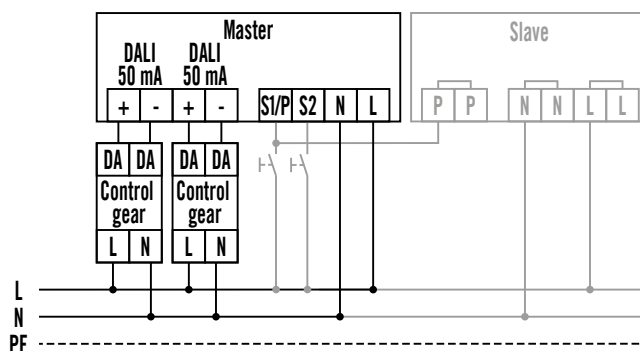 Master
Slave
DALI 50 mA
DALI 50 mA
+ - + - S1/P S2 N L
P P N N L L
DA DA DA DA
Control gear
Control gear
L N L N
L
N
PE